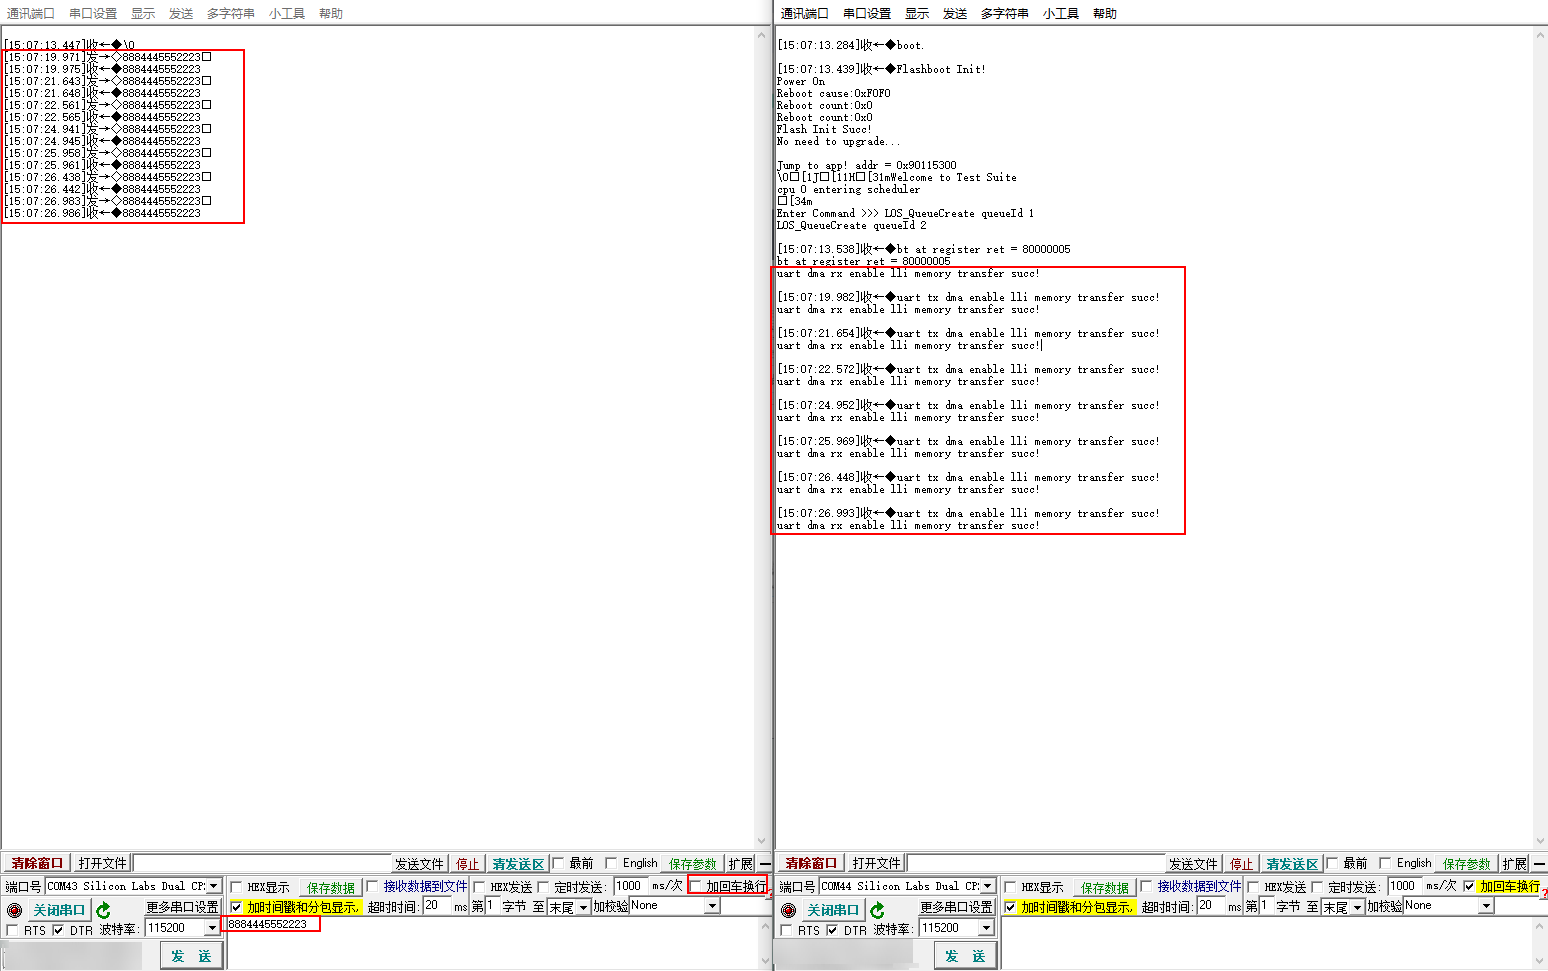 通讯端口 串口设置 显示 发送 多字符串 小工具 帮助
[15:07:13.447]收←◆\0
[15:07:19.971]发→◇8884445552223□
[15:07:19.975]收←◆8884445552223
[15:07:21.643]发→◇8884445552223□
[15:07:21.648]收←◆8884445552223
[15:07:22.561]发→◇8884445552223□
[15:07:22.565]收←◆8884445552223
[15:07:24.941]发→◇8884445552223□
[15:07:24.945]收←◆8884445552223
[15:07:25.958]发→◇8884445552223□
[15:07:25.961]收←◆8884445552223
[15:07:26.438]发→◇8884445552223□
[15:07:26.442]收←◆8884445552223
[15:07:26.983]发→◇8884445552223□
[15:07:26.986]收←◆8884445552223
清除窗口 打开文件 发送文件 停止 清发送区 最前 English 保存参数 扩展 —
端口号 COM43 Silicon Labs Dual CP HEX显示 保存数据 接收数据到文件 HEX发送 定时发送: 1000 ms/次 加回车换行
关闭串口 更多串口设置 加时间戳和分包显示, 超时时间: 20 ms 第 1 字节 至 末尾 加校验 None
RTS DTR 波特率: 115200 8884445552223
发 送
通讯端口 串口设置 显示 发送 多字符串 小工具 帮助
[15:07:13.284]收←◆boot.
[15:07:13.439]收←◆Flashboot Init!
Power On
Reboot cause:0xF0F0
Reboot count:0x0
Reboot count:0x0
Flash Init Succ!
No need to upgrade...
Jump to app! addr = 0x90115300
\0□[1J□[11H□[31mWelcome to Test Suite
cpu 0 entering scheduler
□[34m
Enter Command >>> LOS_QueueCreate queueId 1
LOS_QueueCreate queueId 2
[15:07:13.538]收←◆bt at register ret = 80000005
bt at register ret = 80000005
uart dma rx enable lli memory transfer succ!
[15:07:19.982]收←◆uart tx dma enable lli memory transfer succ!
uart dma rx enable lli memory transfer succ!
[15:07:21.654]收←◆uart tx dma enable lli memory transfer succ!
uart dma rx enable lli memory transfer succ!
[15:07:22.572]收←◆uart tx dma enable lli memory transfer succ!
uart dma rx enable lli memory transfer succ!
[15:07:24.952]收←◆uart tx dma enable lli memory transfer succ!
uart dma rx enable lli memory transfer succ!
[15:07:25.969]收←◆uart tx dma enable lli memory transfer succ!
uart dma rx enable lli memory transfer succ!
[15:07:26.448]收←◆uart tx dma enable lli memory transfer succ!
uart dma rx enable lli memory transfer succ!
[15:07:26.993]收←◆uart tx dma enable lli memory transfer succ!
uart dma rx enable lli memory transfer succ!
清除窗口 打开文件 发送文件 停止 清发送区 最前 English 保存参数 扩展 —
端口号 COM44 Silicon Labs Dual CP HEX显示 保存数据 接收数据到文件 HEX发送 定时发送: 1000 ms/次 加回车换行
关闭串口 更多串口设置 加时间戳和分包显示, 超时时间: 20 ms 第 1 字节 至 末尾 加校验 None
RTS DTR 波特率: 115200
发 送